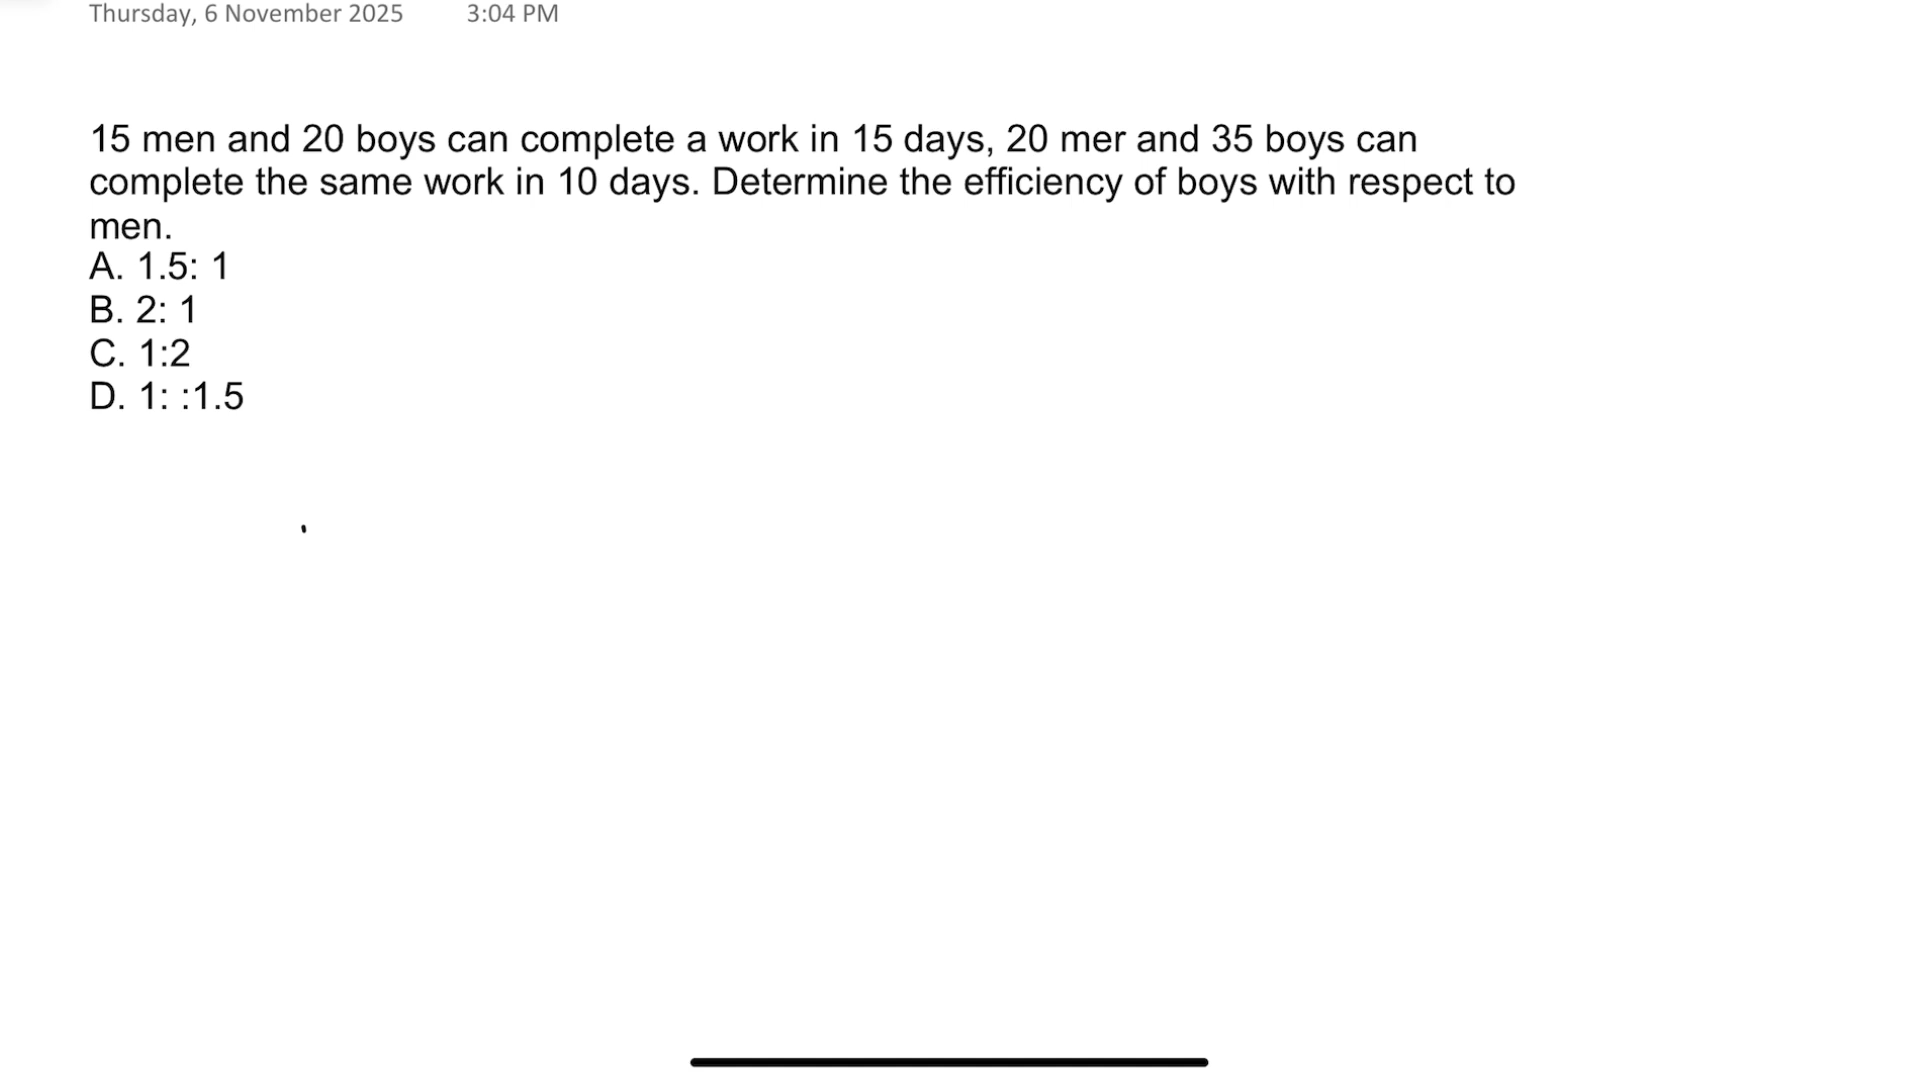 Thursday, 6 November 2025 3:04 PM
15 men and 20 boys can complete a work in 15 days, 20 mer and 35 boys can
complete the same work in 10 days. Determine the efficiency of boys with respect to
men.
A. 1.5: 1
B. 2: 1
C. 1:2
D. 1: :1.5